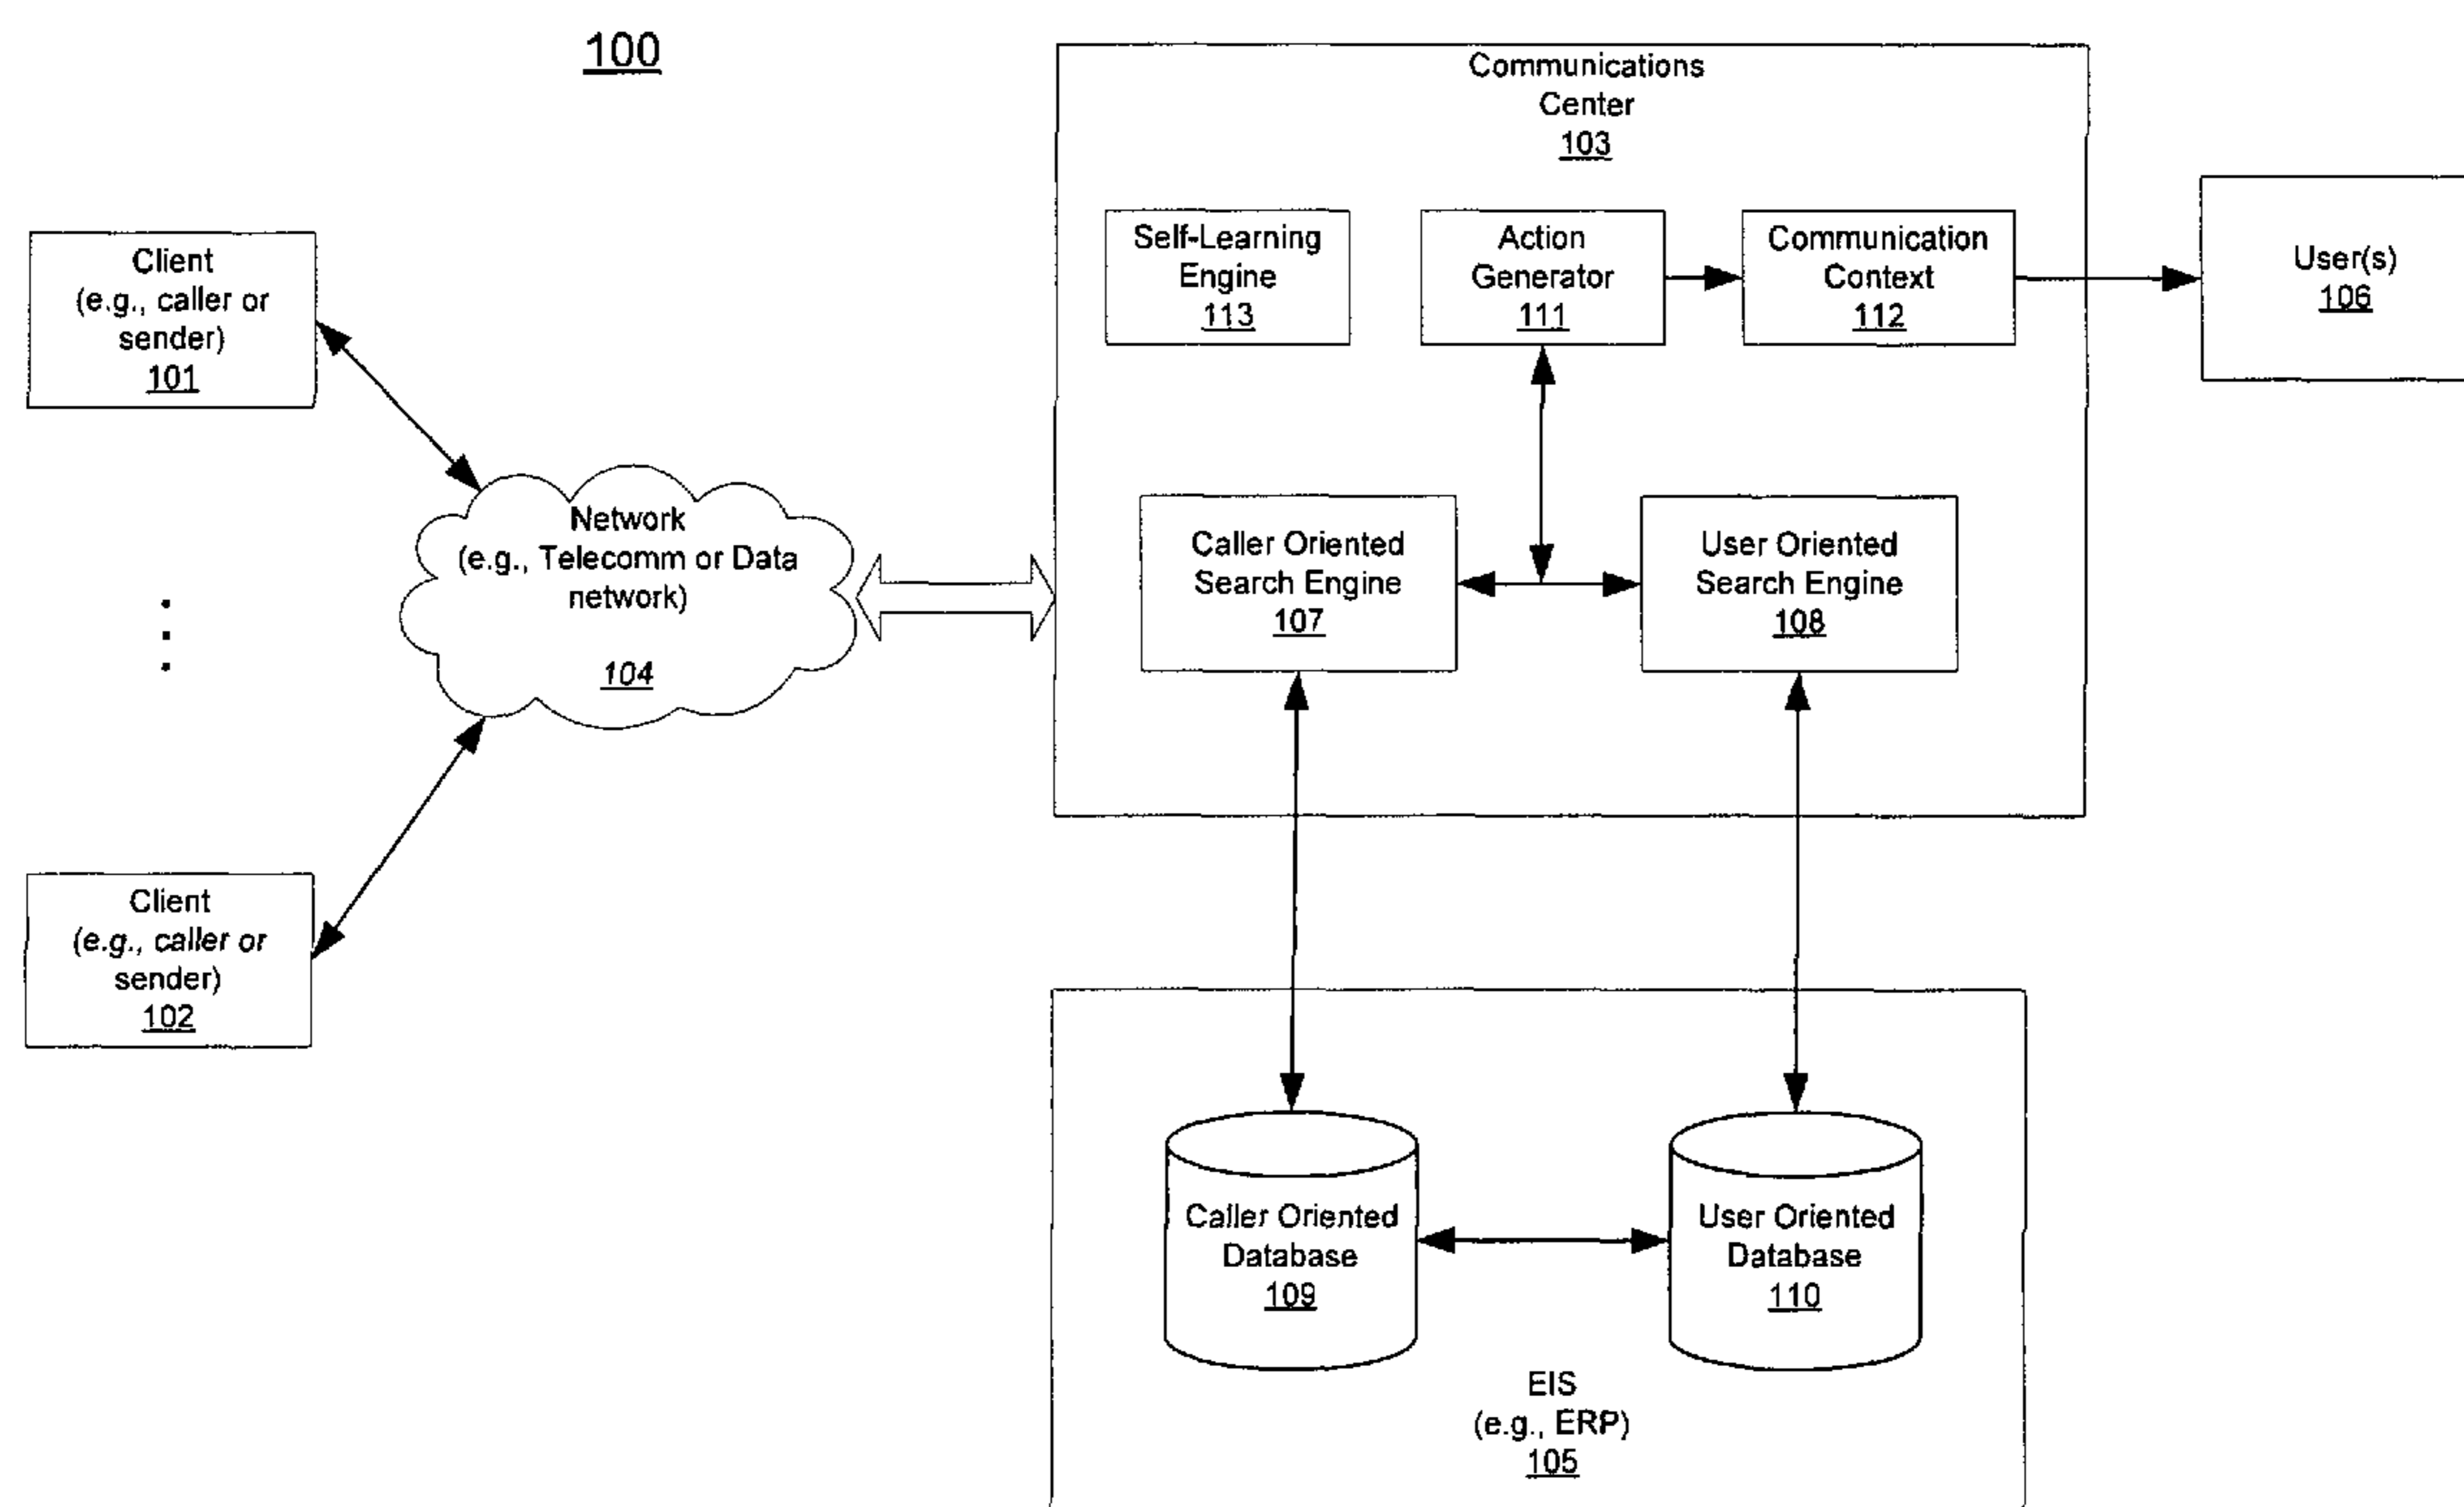 100
Communications
Center
103
Self-Learning
Engine
113
Action
Generator
111
Communication
Context
112
User(s)
106
Client
(e.g., caller or
sender)
101
Network
(e.g., Telecomm or Data
network)
104
Caller Oriented
Search Engine
107
User Oriented
Search Engine
108
Client
(e.g., caller or
sender)
102
Caller Oriented
Database
109
User Oriented
Database
110
EIS
(e.g., ERP)
105